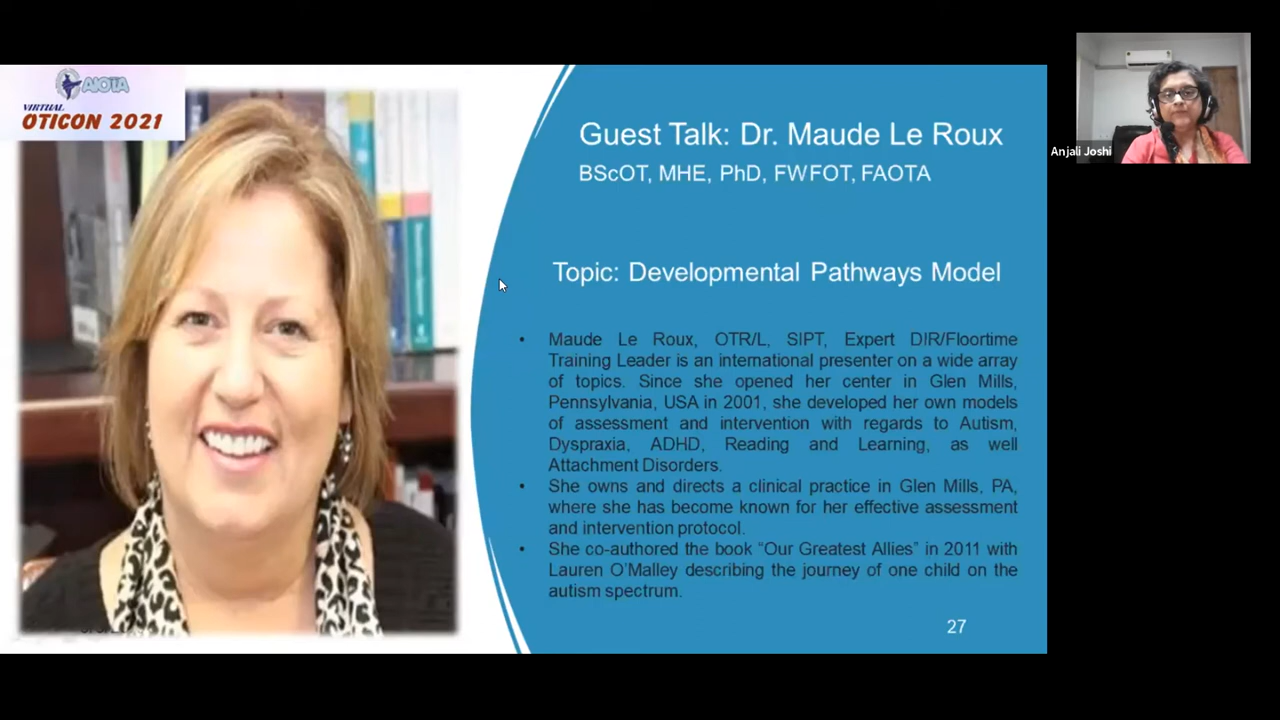 AIOTA
VIRTUAL
OTICON 2021
Guest Talk: Dr. Maude Le Roux
BScOT, MHE, PhD, FWFOT, FAOTA
Anjali Joshi
Topic: Developmental Pathways Model
• Maude Le Roux, OTR/L, SIPT, Expert DIR/Floortime
Training Leader is an international presenter on a wide array
of topics. Since she opened her center in Glen Mills,
Pennsylvania, USA in 2001, she developed her own models
of assessment and intervention with regards to Autism,
Dyspraxia, ADHD, Reading and Learning, as well
Attachment Disorders.
• She owns and directs a clinical practice in Glen Mills, PA,
where she has become known for her effective assessment
and intervention protocol.
• She co-authored the book “Our Greatest Allies” in 2011 with
Lauren O’Malley describing the journey of one child on the
autism spectrum.
27